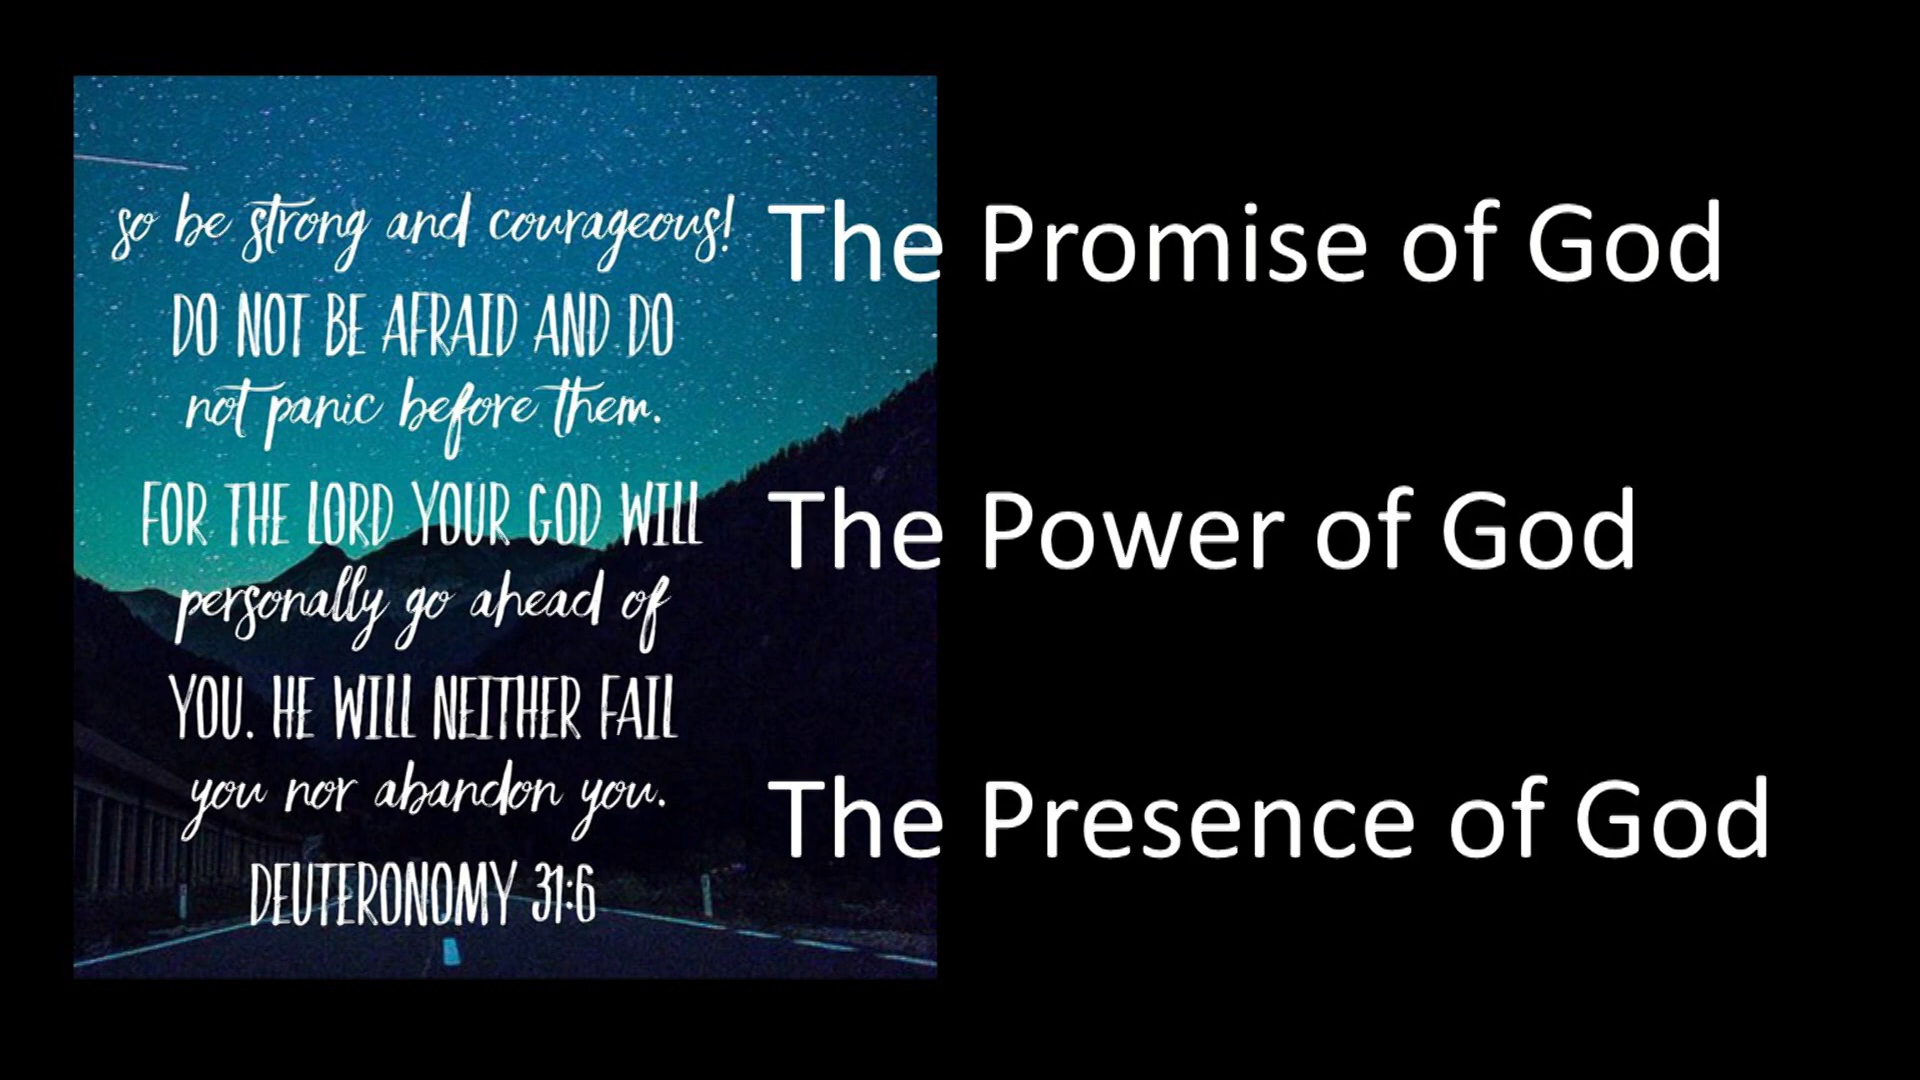 so be strong and courageous!
DO NOT BE AFRAID AND DO
not panic before them.
FOR THE LORD YOUR GOD WILL
personally go ahead of
YOU. HE WILL NEITHER FAIL
you nor abandon you.
DEUTERONOMY 31:6
The Promise of God
The Power of God
The Presence of God